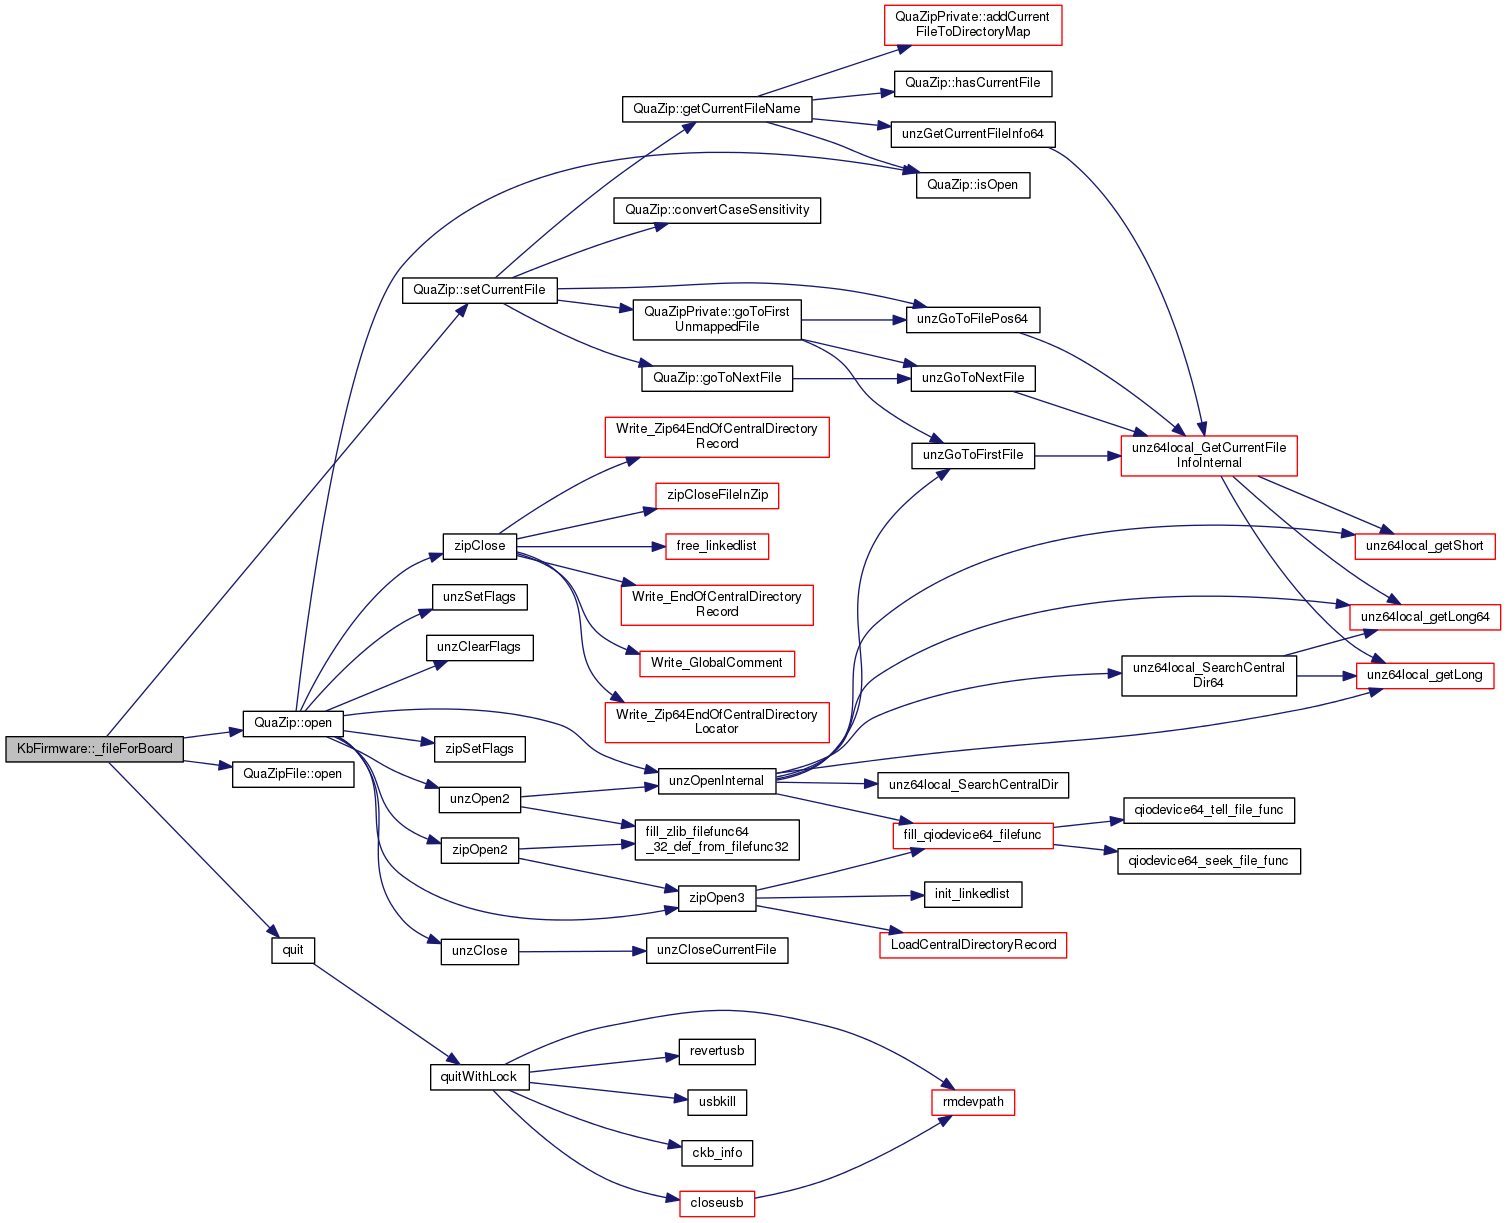 QuaZipPrivate::addCurrent
FileToDirectoryMap
QuaZip::hasCurrentFile
QuaZip::getCurrentFileName
unzGetCurrentFileInfo64
QuaZip::isOpen
QuaZip::convertCaseSensitivity
QuaZip::setCurrentFile
QuaZipPrivate::goToFirst
UnmappedFile
unzGoToFilePos64
QuaZip::goToNextFile
unzGoToNextFile
Write_Zip64EndOfCentralDirectory
Record
unzGoToFirstFile
unz64local_GetCurrentFile
InfoInternal
zipCloseFileInZip
zipClose
free_linkedlist
unz64local_getShort
unzSetFlags
Write_EndOfCentralDirectory
Record
unz64local_getLong64
unzClearFlags
Write_GlobalComment
unz64local_SearchCentral
Dir64
unz64local_getLong
QuaZip::open
Write_Zip64EndOfCentralDirectory
Locator
KbFirmware::_fileForBoard
zipSetFlags
QuaZipFile::open
unzOpenInternal
unz64local_SearchCentralDir
unzOpen2
qiodevice64_tell_file_func
fill_zlib_filefunc64
_32_def_from_filefunc32
fill_qiodevice64_filefunc
zipOpen2
qiodevice64_seek_file_func
zipOpen3
init_linkedlist
quit
unzClose
unzCloseCurrentFile
LoadCentralDirectoryRecord
revertusb
quitWithLock
usbkill
rmdevpath
ckb_info
closeusb